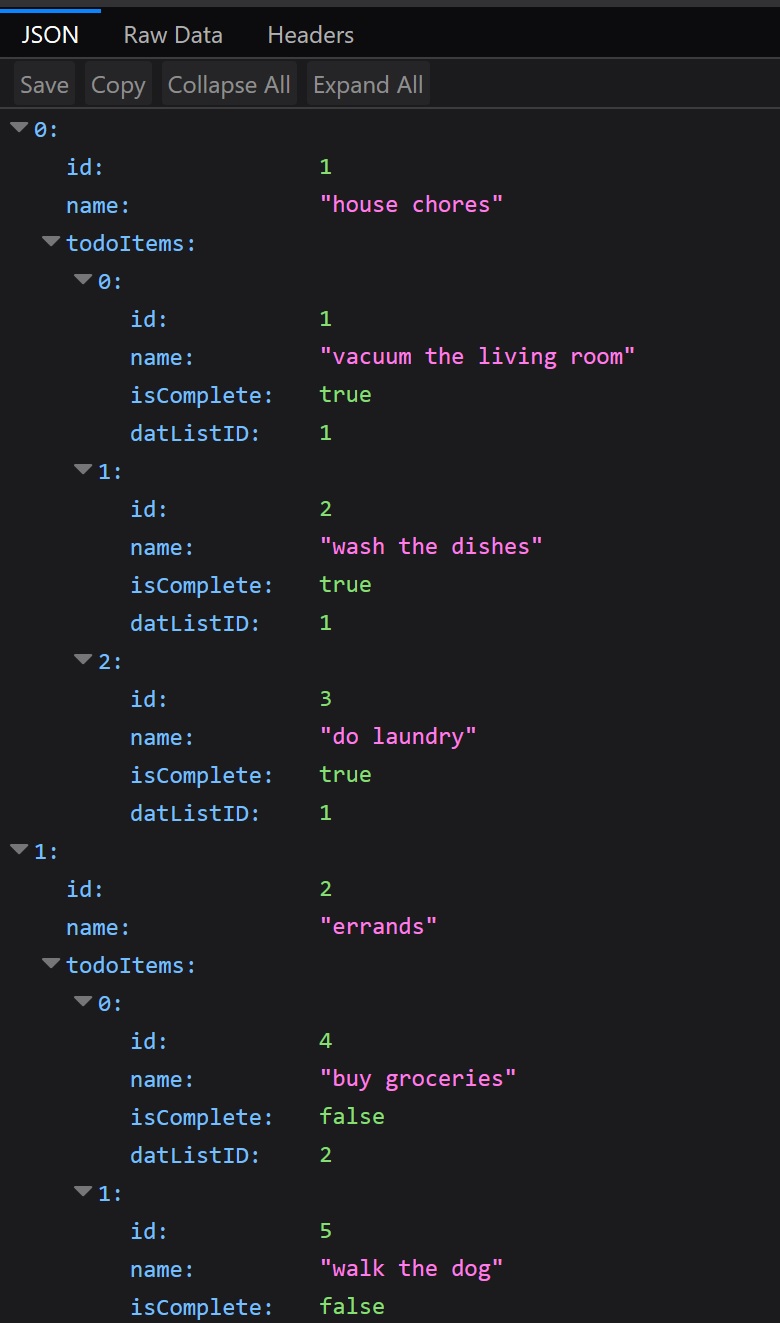 JSON Raw Data Headers
Save Copy Collapse All Expand All
0:
id: 1
name: "house chores"
todoItems:
0:
id: 1
name: "vacuum the living room"
isComplete: true
datListID: 1
1:
id: 2
name: "wash the dishes"
isComplete: true
datListID: 1
2:
id: 3
name: "do laundry"
isComplete: true
datListID: 1
1:
id: 2
name: "errands"
todoItems:
0:
id: 4
name: "buy groceries"
isComplete: false
datListID: 2
1:
id: 5
name: "walk the dog"
isComplete: false